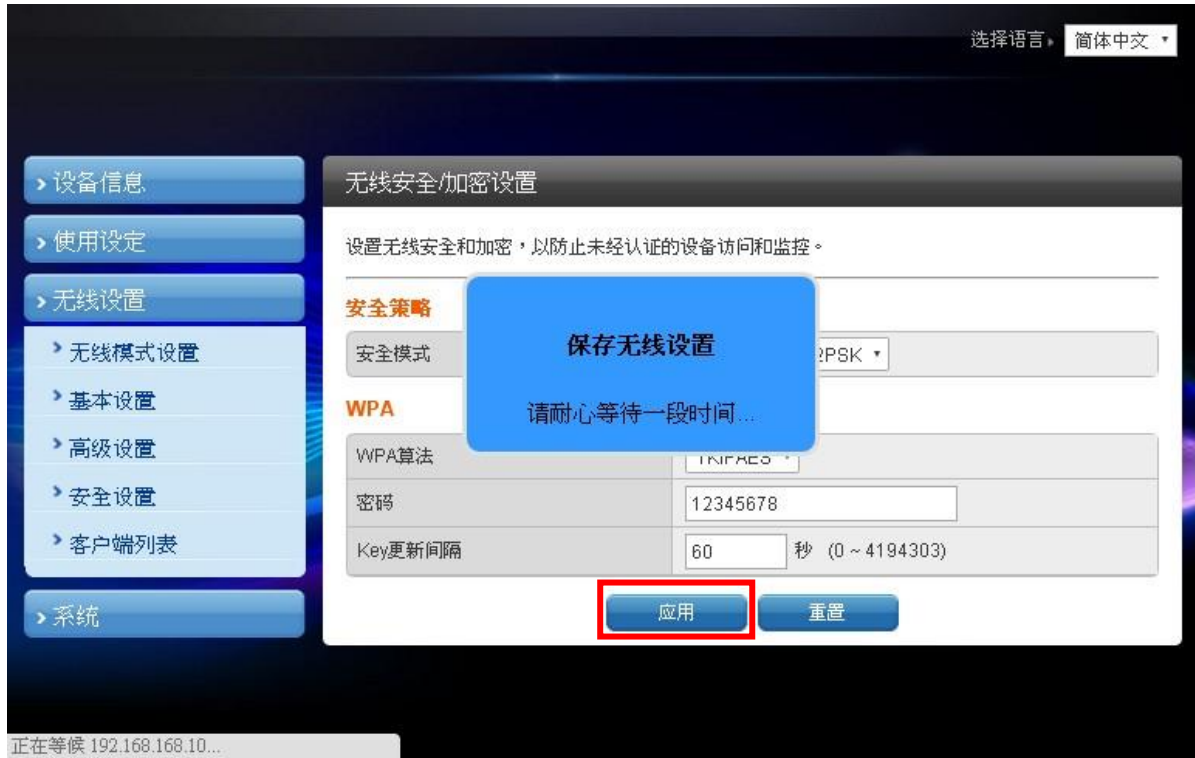 选择语言 简体中文
设备信息
使用设定
无线设置
无线模式设置
基本设置
高级设置
安全设置
客户端列表
系统
无线安全/加密设置
设置无线安全和加密，以防止未经认证的设备访问和监控。
安全策略
安全模式 2PSK
保存无线设置
请耐心等待一段时间...
WPA
WPA算法 TKIPAES
密码 12345678
Key更新间隔 60 秒 (0 ~ 4194303)
应用 重置
正在等候 192.168.168.10...